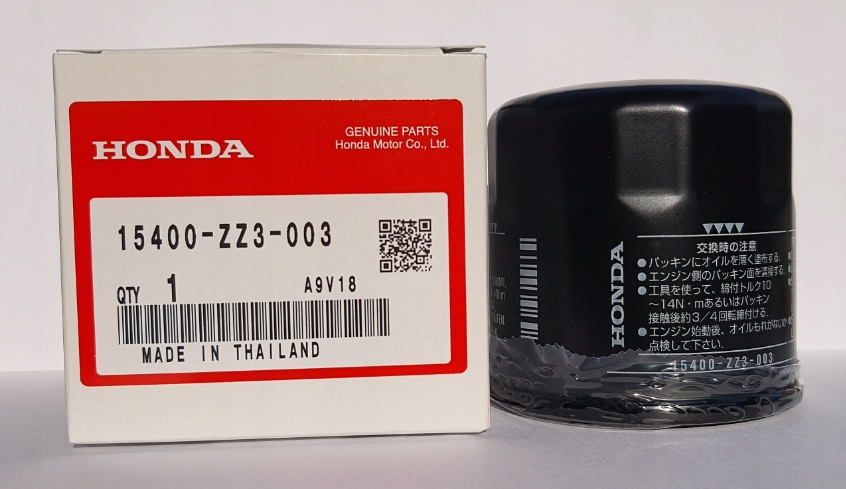 HONDA
GENUINE PARTS
Honda Motor Co., Ltd.
15400-ZZ3-003
QTY 1
A9V18
MADE IN THAILAND
HONDA
交換時の注意
●パッキンにオイルを薄く塗布する.
●エンジン側のパッキン面を清掃する.
●工具を使って、締付トルク10
〜14N・mあるいはパッキン
接触後約3/4回転締付ける.
●エンジン始動後、オイルもれがないか
点検して下さい.
15400-ZZ3-003